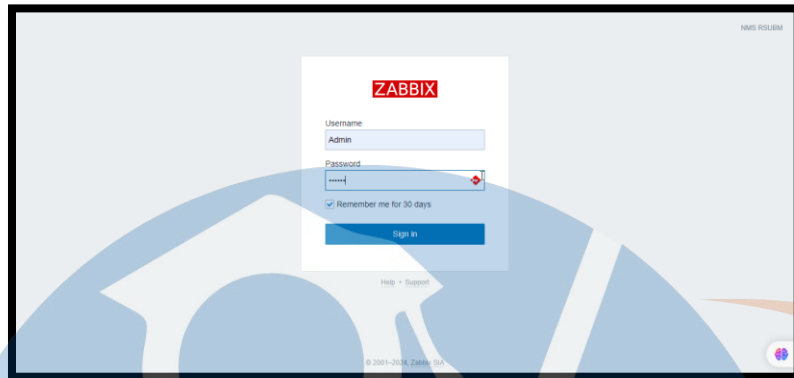 NMS RSUBM
ZABBIX
Username
Admin
Password
••••••
Remember me for 30 days
Sign in
Help • Support
© 2001–2024, Zabbix SIA